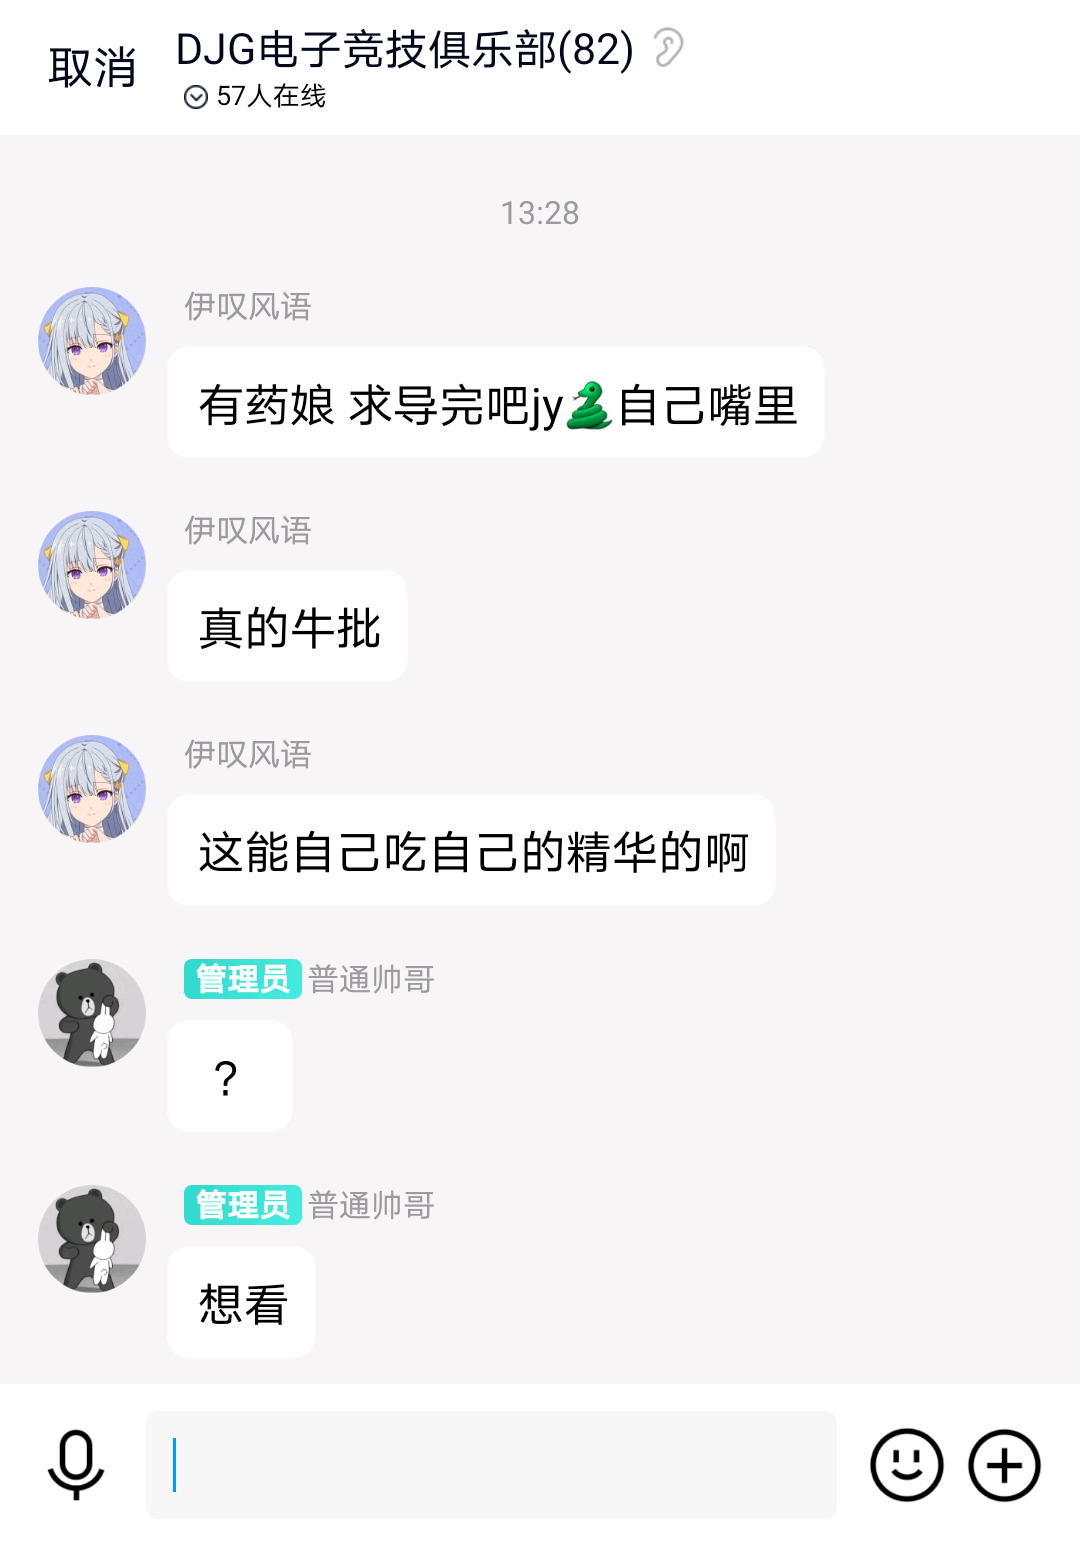 取消
DJG电子竞技俱乐部(82)
57人在线
13:28
伊叹风语
有药娘 求导完吧jy🐍自己嘴里
伊叹风语
真的牛批
伊叹风语
这能自己吃自己的精华的啊
管理员 普通帅哥
?
管理员 普通帅哥
想看